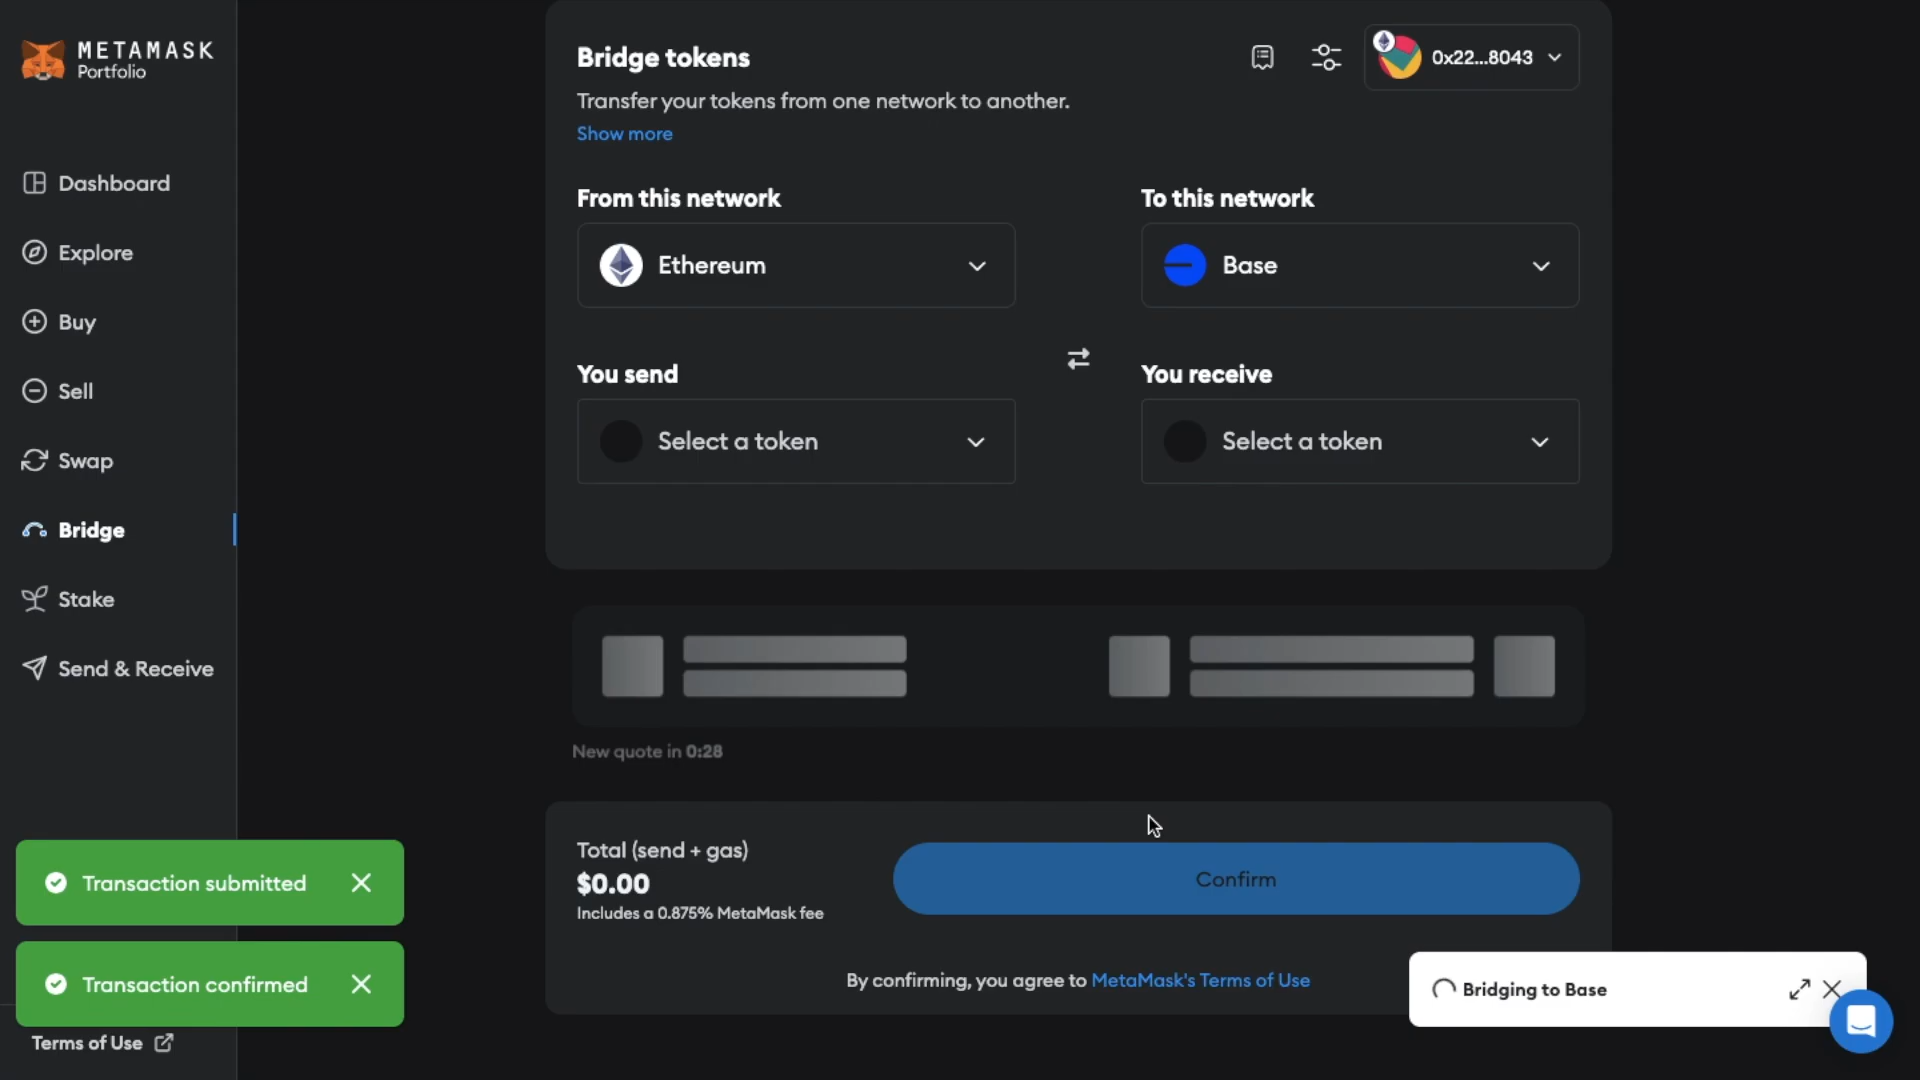 METAMASK
Portfolio
Dashboard
Explore
Buy
Sell
Swap
Bridge
Stake
Send & Receive
Bridge tokens
0x22...8043
Transfer your tokens from one network to another.
Show more
From this network
To this network
Ethereum
Base
You send
You receive
Select a token
Select a token
New quote in 0:28
Total (send + gas)
$0.00
Includes a 0.875% MetaMask fee
Confirm
By confirming, you agree to MetaMask's Terms of Use
Transaction submitted
Transaction confirmed
Bridging to Base
Terms of Use